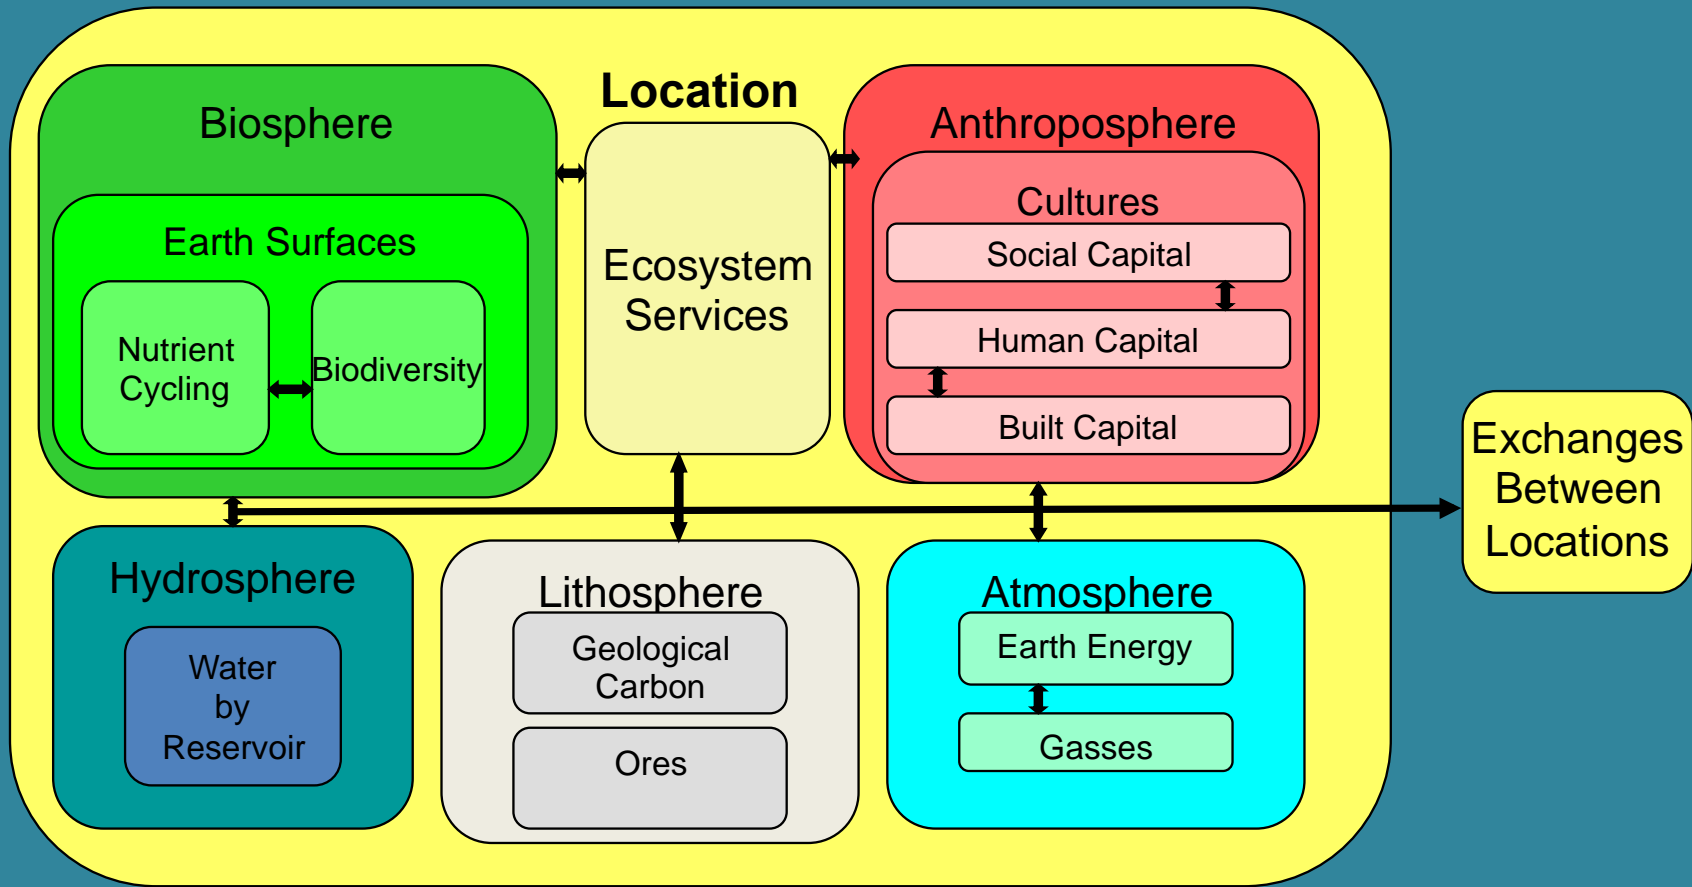 Location
Biosphere
Earth Surfaces
Nutrient
Cycling
Biodiversity
Ecosystem
Services
Anthroposphere
Cultures
Social Capital
Human Capital
Built Capital
Exchanges
Between
Locations
Hydrosphere
Water
by
Reservoir
Lithosphere
Geological
Carbon
Ores
Atmosphere
Earth Energy
Gasses